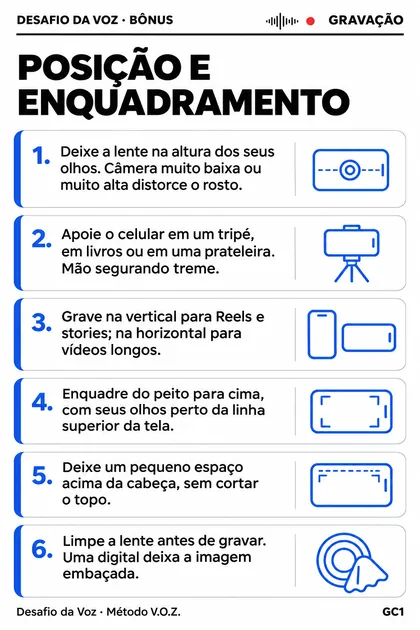 DESAFIO DA VOZ · BÔNUS
GRAVAÇÃO
POSIÇÃO E
ENQUADRAMENTO
1.
Deixe a lente na altura dos seus
olhos. Câmera muito baixa ou
muito alta distorce o rosto.
2.
Apoie o celular em um tripé,
em livros ou em uma prateleira.
Mão segurando treme.
3.
Grave na vertical para Reels e
stories; na horizontal para
vídeos longos.
4.
Enquadre do peito para cima,
com seus olhos perto da linha
superior da tela.
5.
Deixe um pequeno espaço
acima da cabeça, sem cortar
o topo.
6.
Limpe a lente antes de gravar.
Uma digital deixa a imagem
embaçada.
Desafio da Voz · Método V.O.Z.
GC1